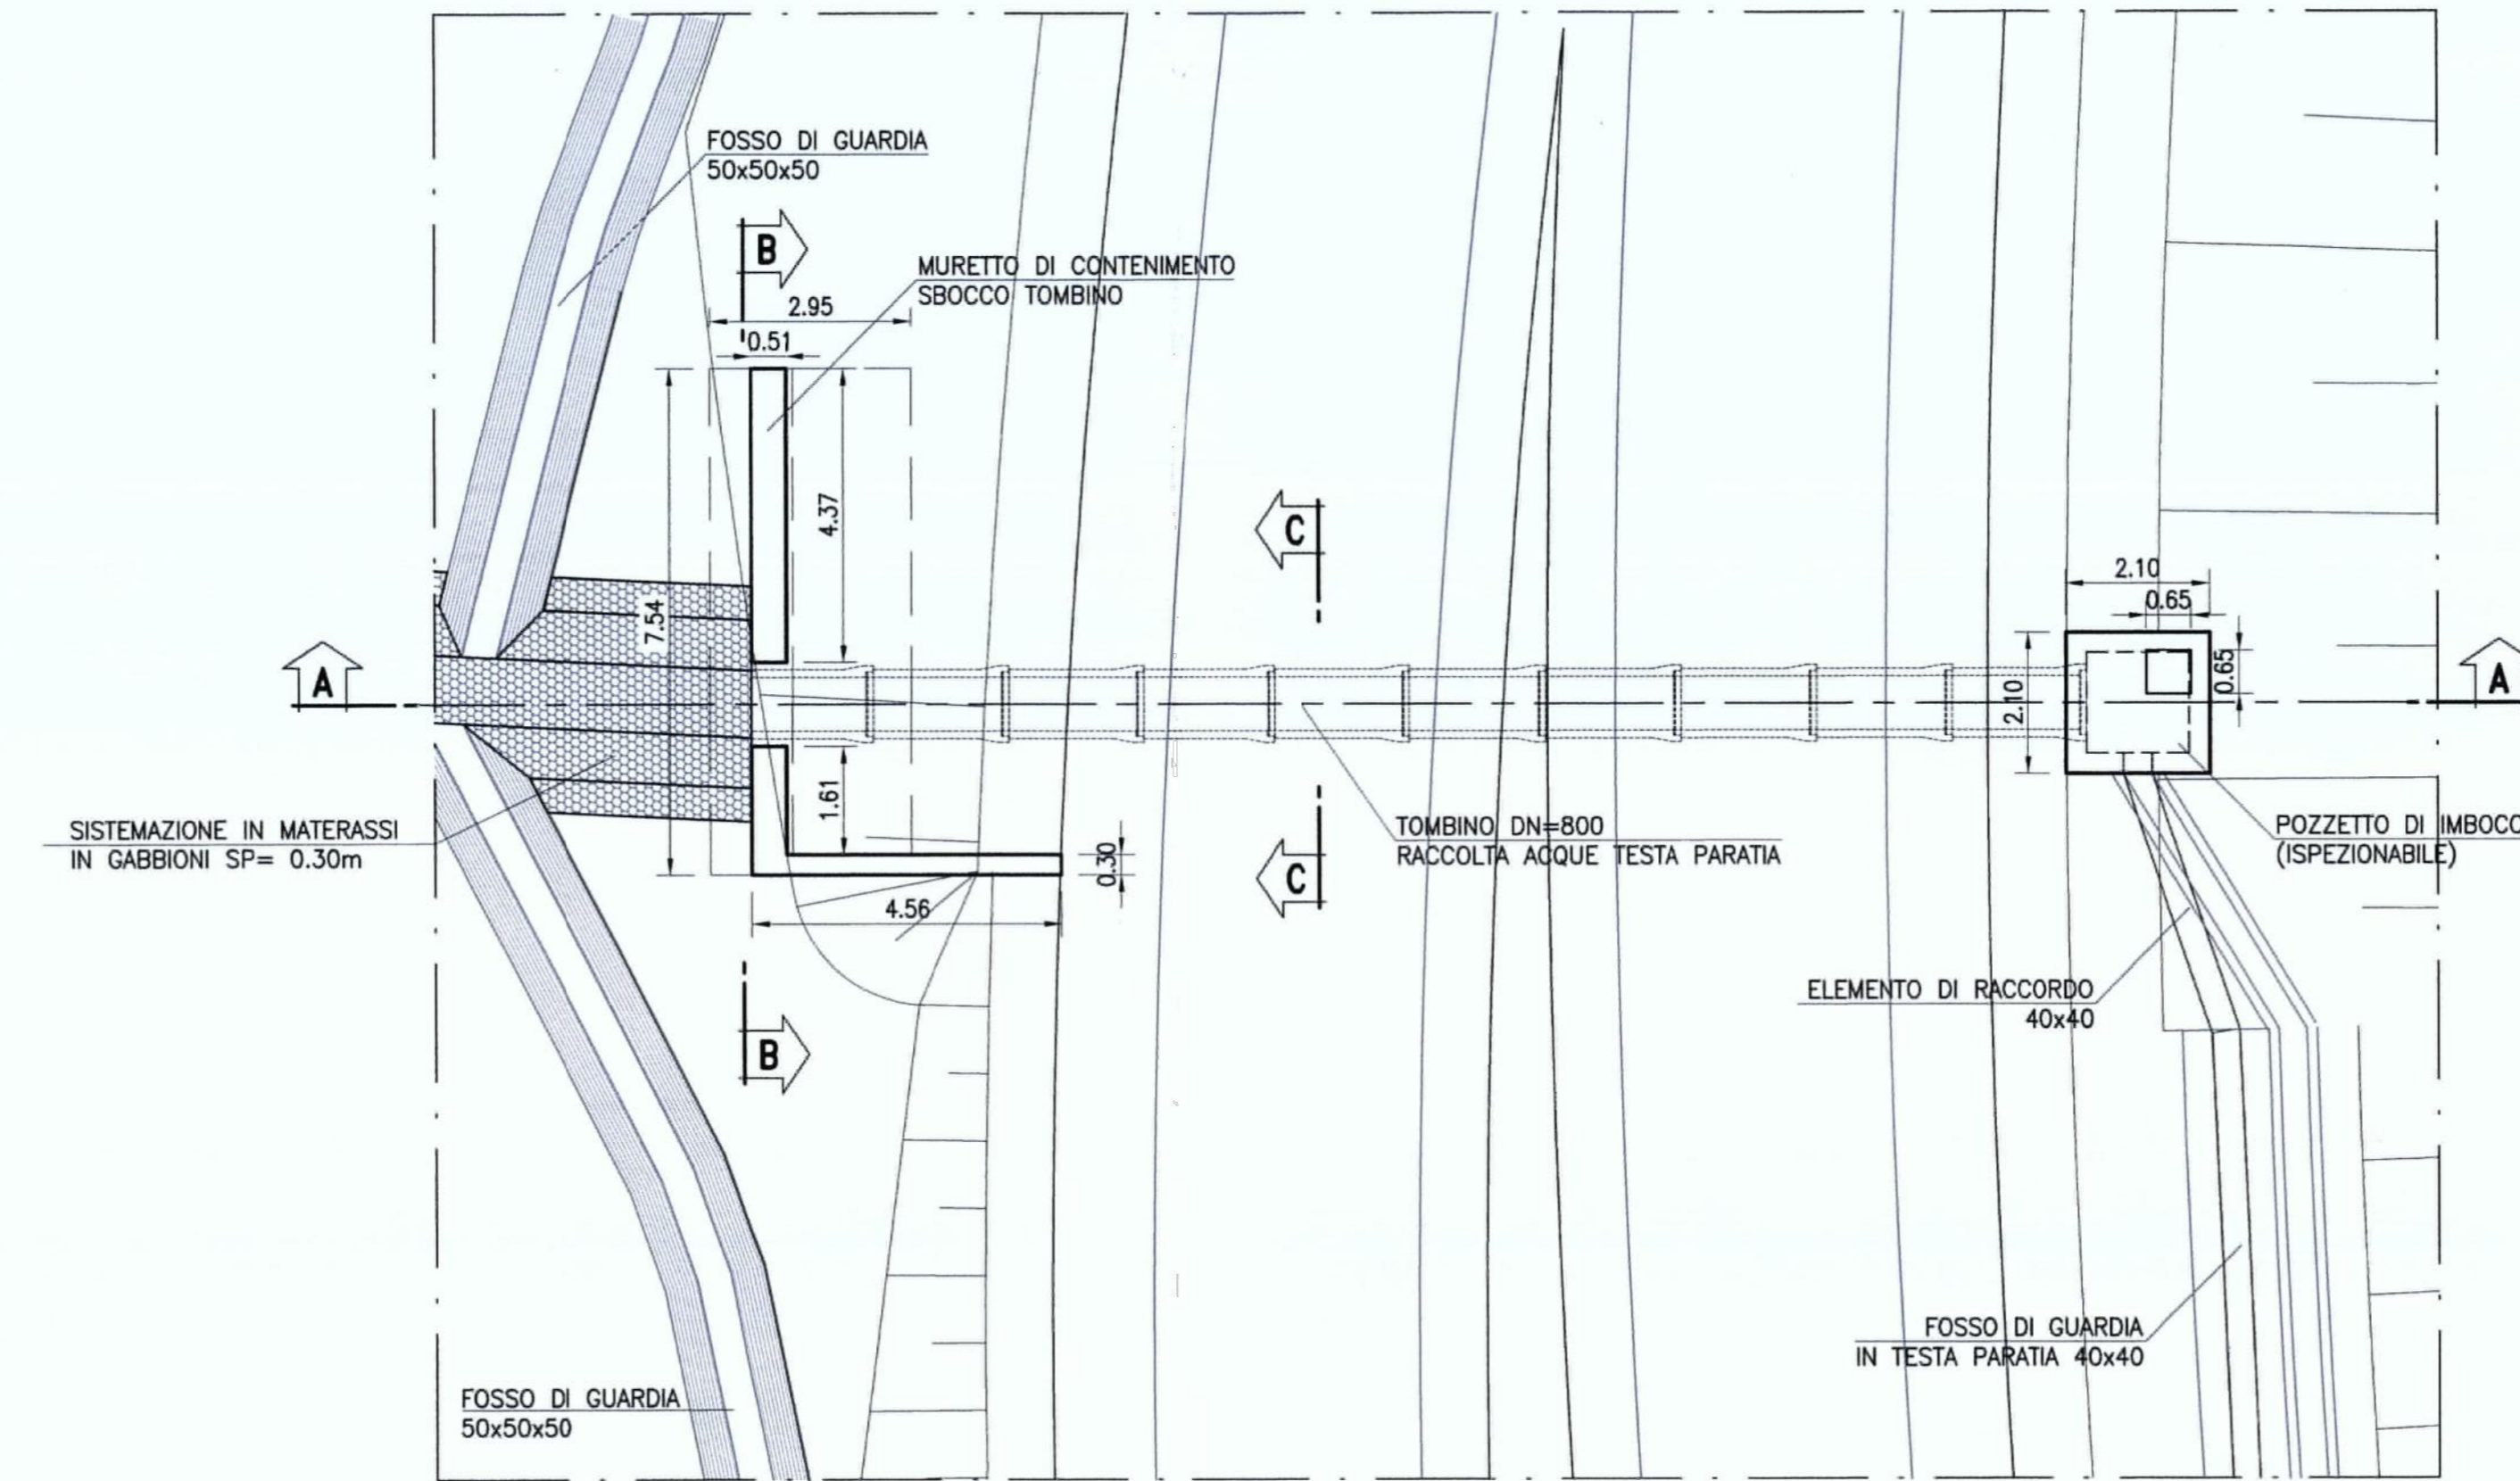 FOSSO DI GUARDIA
50x50x50
B
MURETTO DI CONTENIMENTO
SBOCCO TOMBINO
2.95
0.51
4.37
C
7.54
2.10
0.65
0.65
A
A
2.10
1.61
SISTEMAZIONE IN MATERASSI
IN GABBIONI SP= 0.30m
TOMBINO DN=800
RACCOLTA ACQUE TESTA PARATIA
POZZETTO DI IMBOCC
(ISPEZIONABILE)
0.30
C
4.56
ELEMENTO DI RACCORDO
40x40
B
FOSSO DI GUARDIA
IN TESTA PARATIA 40x40
FOSSO DI GUARDIA
50x50x50